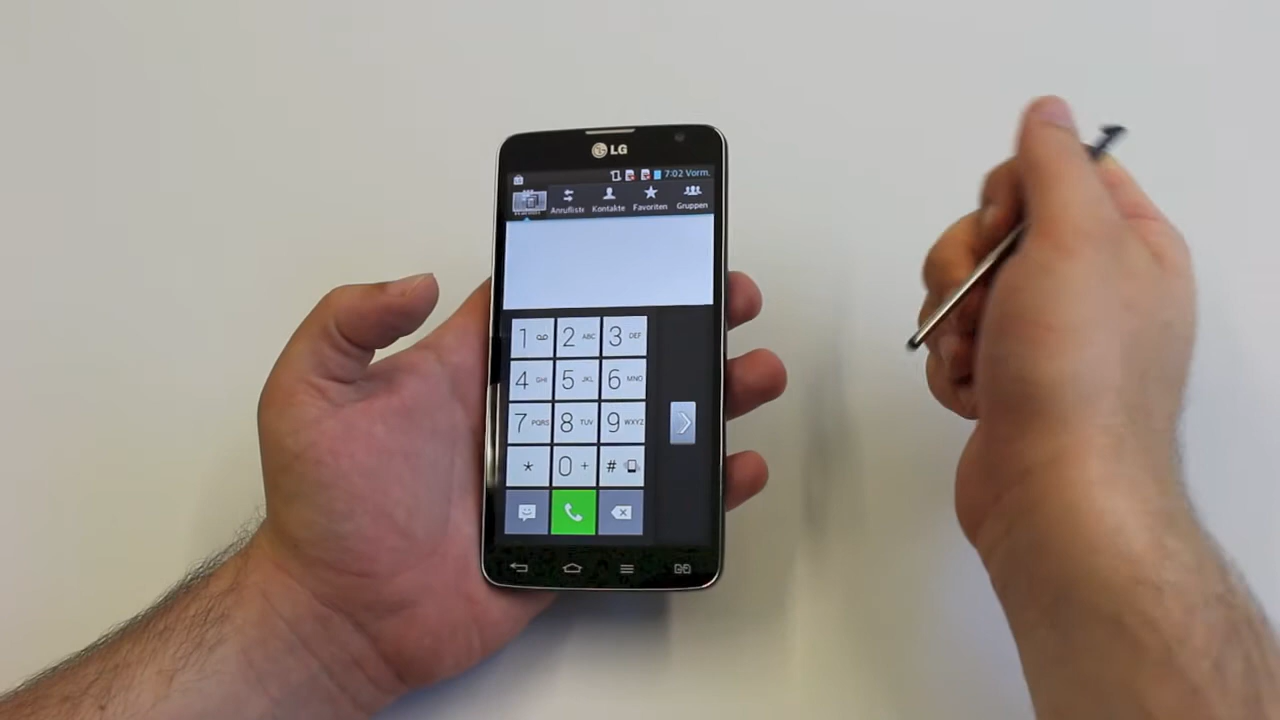 LG
7:02 Vorm.
Anrufliste Kontakte Favoriten Gruppen
1 2 ABC 3 DEF
4 GHI 5 JKL 6 MNO
7 PQRS 8 TUV 9 WXYZ
* 0 + #